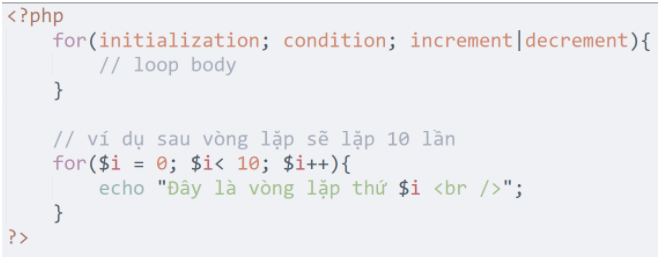 <?php
for(initialization; condition; increment|decrement){
// loop body
}
// ví dụ sau vòng lặp sẽ lặp 10 lần
for($i = 0; $i< 10; $i++){
echo "Đây là vòng lặp thứ $i <br />";
}
?>